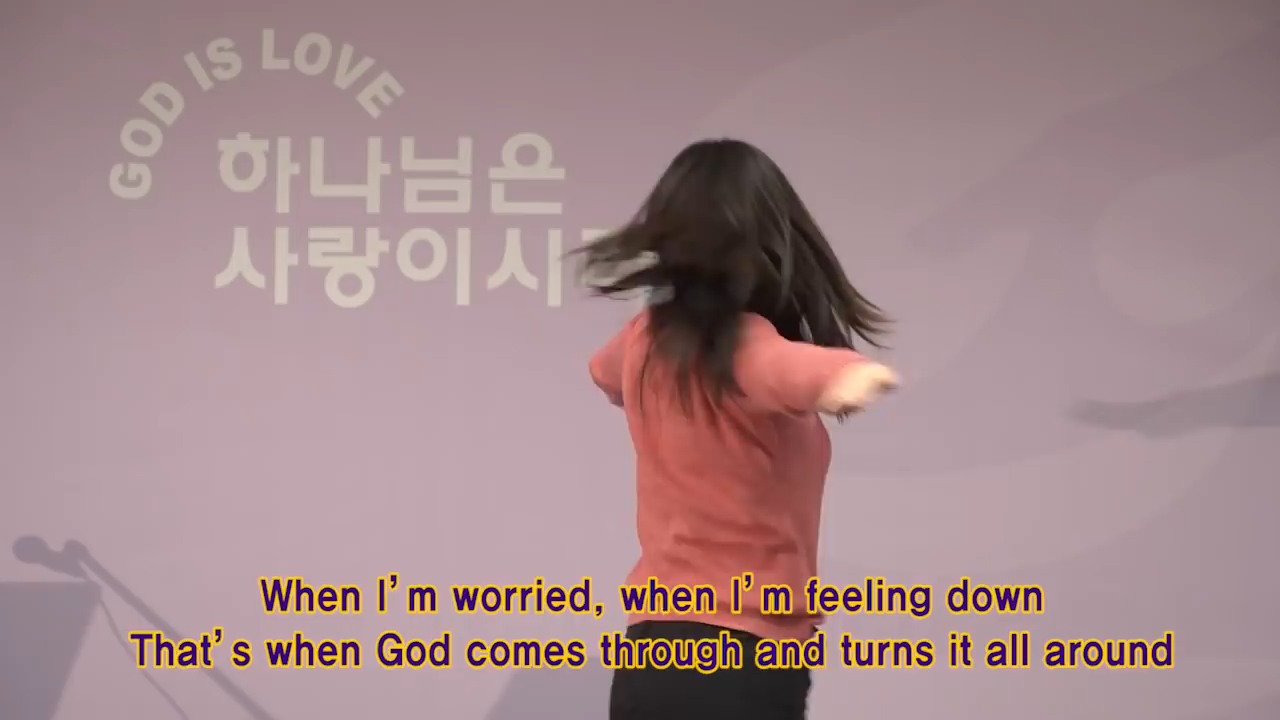 GOD IS LOVE
하나님은
사랑이시
When I’m worried, when I’m feeling down
That’s when God comes through and turns it all around